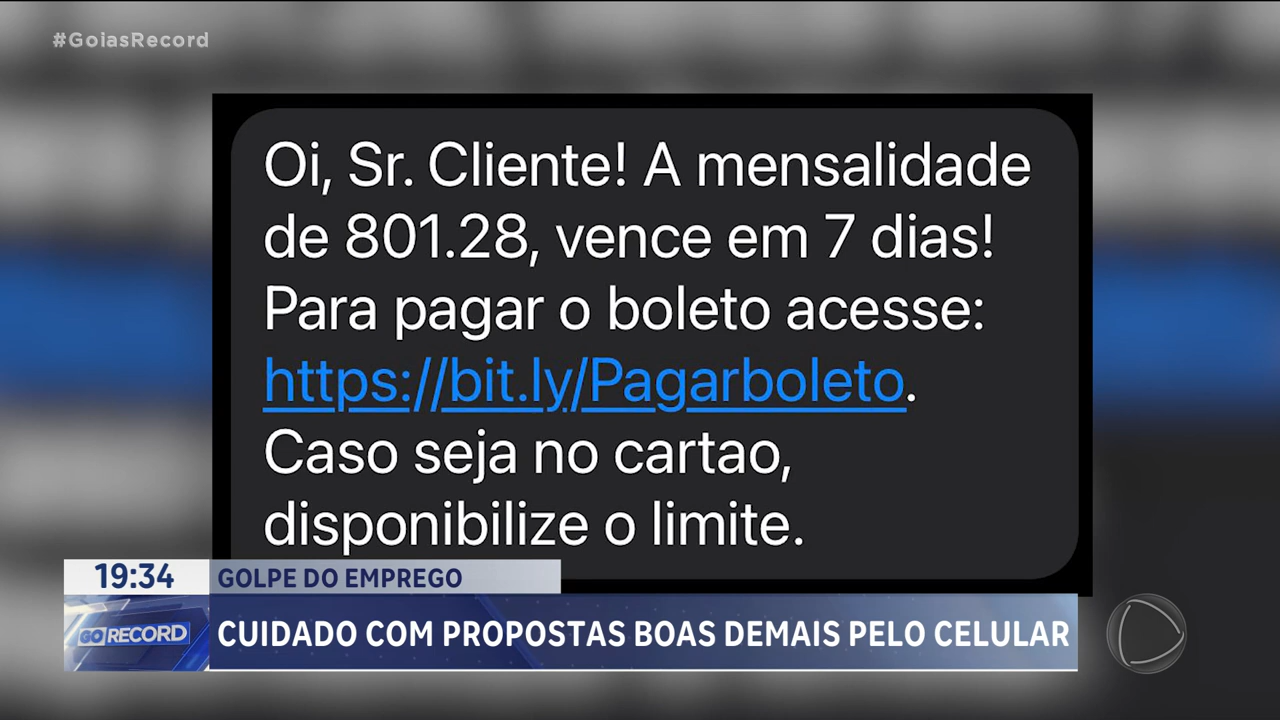 #GoiasRecord
Oi, Sr. Cliente! A mensalidade
de 801.28, vence em 7 dias!
Para pagar o boleto acesse:
https://bit.ly/Pagarboleto.
Caso seja no cartao,
disponibilize o limite.
19:34
GOLPE DO EMPREGO
GO RECORD
CUIDADO COM PROPOSTAS BOAS DEMAIS PELO CELULAR